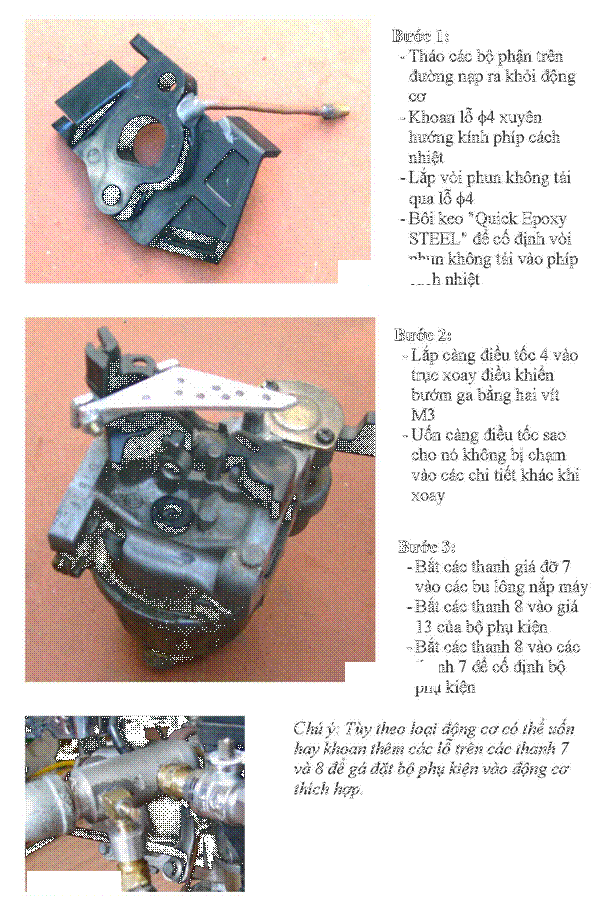 Bước 1:
- Tháo các bộ phận trên
đường nạp ra khỏi động
cơ
- Khoan lỗ ϕ4 xuyên
hướng kính phíp cách
nhiệt
- Lắp vòi phun không tải
qua lỗ ϕ4
- Bôi keo "Quick Epoxy
STEEL" để cố định vòi
phun không tải vào phíp
nhiệt
Bước 2:
- Lắp càng điều tốc 4 vào
trục xoay điều khiển
bướm ga bằng hai vít
M3
- Uốn càng điều tốc sao
cho nó không bị chạm
vào các chi tiết khác khi
xoay
Bước 3:
- Bắt các thanh giá đỡ 7
vào các bu lông nắp máy
- Bắt các thanh 8 vào giá
13 của bộ phụ kiện
- Bắt các thanh 8 vào các
7 để cố định bộ
phụ kiện
Chú ý: Tùy theo loại động cơ có thể uốn
hay khoan thêm các lỗ trên các thanh 7
và 8 để gá đặt bộ phụ kiện vào động cơ
thích hợp.